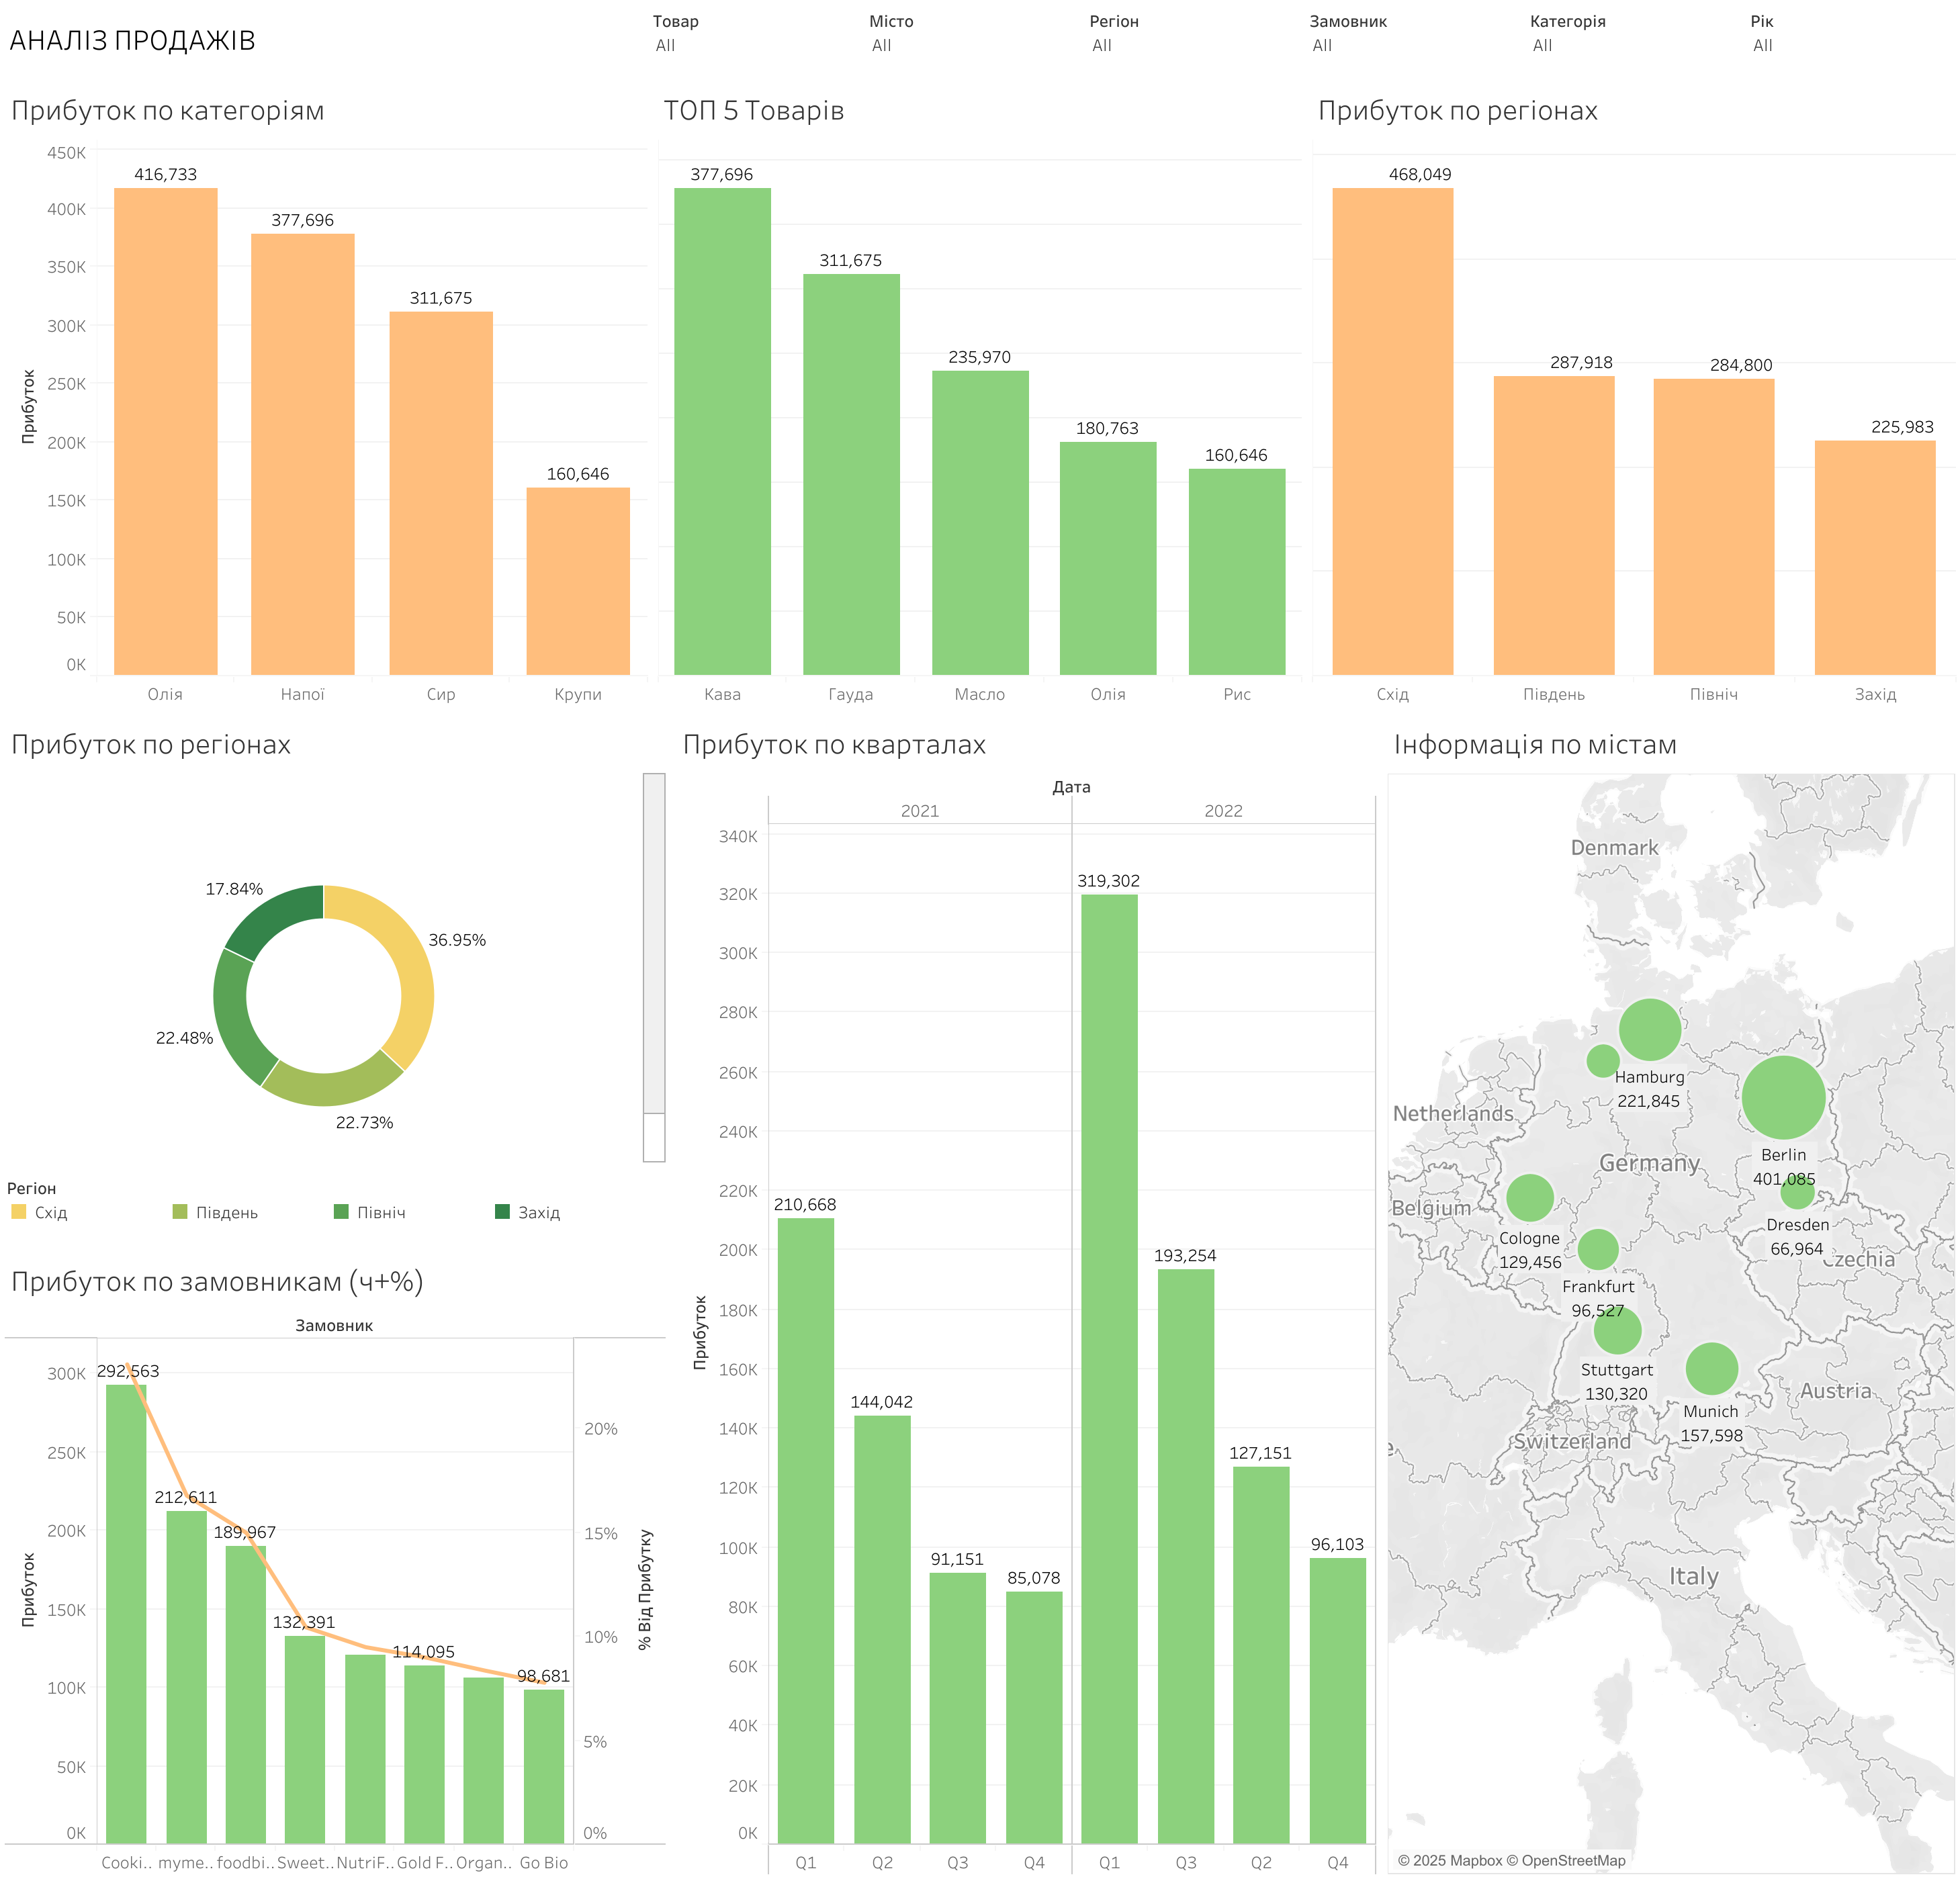 АНАЛІЗ ПРОДАЖІВ
Товар
All
Місто
All
Регіон
All
Замовник
All
Категорія
All
Рік
All
Прибуток по категоріям
Прибуток
450K
400K
350K
300K
250K
200K
150K
100K
50K
0K
416,733
377,696
311,675
160,646
Олія
Напої
Сир
Крупи
ТОП 5 Товарів
377,696
311,675
235,970
180,763
160,646
Кава
Гауда
Масло
Олія
Рис
Прибуток по регіонах
468,049
287,918
284,800
225,983
Схід
Південь
Північ
Захід
Прибуток по регіонах
17.84%
36.95%
22.48%
22.73%
Регіон
Схід
Південь
Північ
Захід
Прибуток по замовникам (ч+%)
Замовник
Прибуток
300K
250K
200K
150K
100K
50K
0K
292,563
212,611
189,967
132,391
114,095
98,681
20%
15%
10%
5%
0%
% Від Прибутку
Cooki..
myme..
foodbi..
Sweet..
NutriF..
Gold F..
Organ..
Go Bio
Прибуток по кварталах
Дата
2021
2022
Прибуток
340K
320K
300K
280K
260K
240K
220K
200K
180K
160K
140K
120K
100K
80K
60K
40K
20K
0K
210,668
144,042
91,151
85,078
319,302
193,254
127,151
96,103
Q1
Q2
Q3
Q4
Q1
Q3
Q2
Q4
Інформація по містам
Denmark
Hamburg
221,845
Netherlands
Berlin
401,085
Germany
Belgium
Dresden
66,964
Cologne
129,456
Czechia
Frankfurt
96,527
Stuttgart
130,320
Austria
Munich
157,598
Switzerland
e
Italy
© 2025 Mapbox © OpenStreetMap